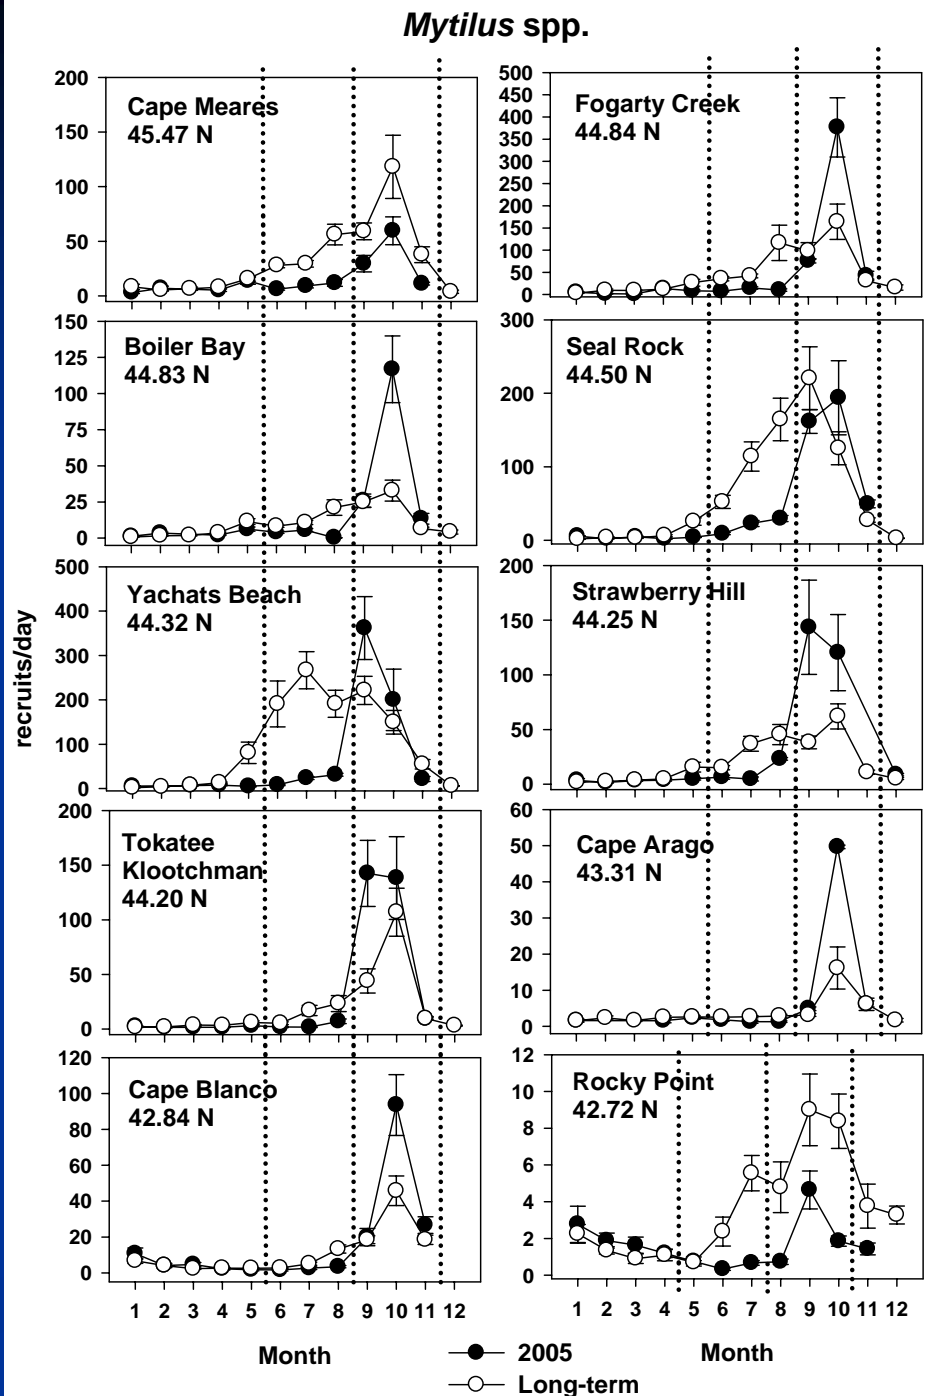 Mytilus spp.
Cape Meares
45.47 N
200
150
100
50
0
Fogarty Creek
44.84 N
500
450
400
350
300
250
200
150
100
50
0
Boiler Bay
44.83 N
150
125
100
75
50
25
0
Seal Rock
44.50 N
300
200
100
0
recruits/day
Yachats Beach
44.32 N
500
400
300
200
100
0
Strawberry Hill
44.25 N
200
150
100
50
0
Tokatee
Klootchman
44.20 N
200
150
100
50
0
Cape Arago
43.31 N
60
50
40
30
20
10
0
Cape Blanco
42.84 N
120
100
80
60
40
20
0
1 2 3 4 5 6 7 8 9 10 11 12
Month
Rocky Point
42.72 N
12
10
8
6
4
2
0
1 2 3 4 5 6 7 8 9 10 11 12
Month
2005
Long-term